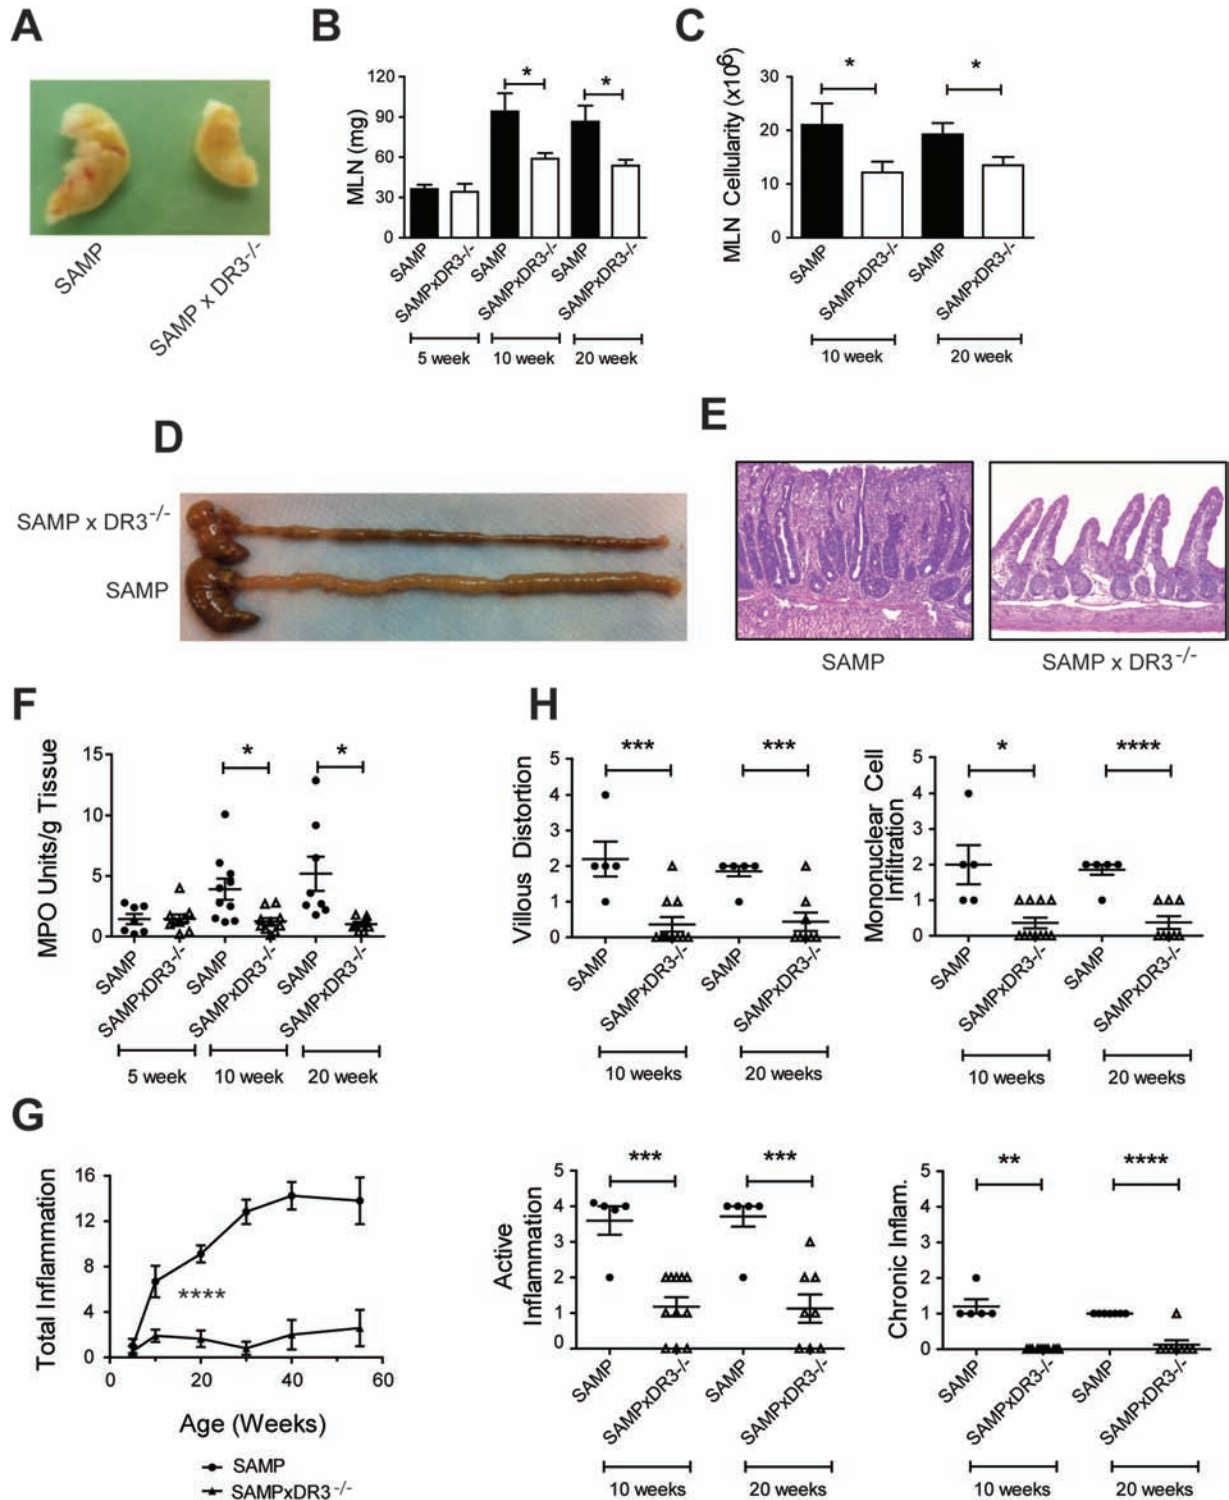 A
SAMP
SAMP x DR3-/-
B
MLN (mg)
120
90
60
30
0
*
*
SAMP
SAMPxDR3-/-
SAMP
SAMPxDR3-/-
SAMP
SAMPxDR3-/-
5 week
10 week
20 week
C
MLN Cellularity (x10⁶)
30
20
10
0
*
*
SAMP
SAMPxDR3-/-
SAMP
SAMPxDR3-/-
10 week
20 week
D
SAMP x DR3-/-
SAMP
E
SAMP
SAMP x DR3-/-
F
MPO Units/g Tissue
15
10
5
0
*
*
SAMP
SAMPxDR3-/-
SAMP
SAMPxDR3-/-
SAMP
SAMPxDR3-/-
5 week
10 week
20 week
H
Villous Distortion
5
4
3
2
1
0
***
***
SAMP
SAMPxDR3-/-
SAMP
SAMPxDR3-/-
10 weeks
20 weeks
Mononuclear Cell
Infiltration
5
4
3
2
1
0
*
****
SAMP
SAMPxDR3-/-
SAMP
SAMPxDR3-/-
10 weeks
20 weeks
G
Total Inflammation
16
12
8
4
0
****
0
20
40
60
Age (Weeks)
SAMP
SAMPxDR3-/-
Active
Inflammation
5
4
3
2
1
0
***
***
SAMP
SAMPxDR3-/-
SAMP
SAMPxDR3-/-
10 weeks
20 weeks
Chronic Inflam.
5
4
3
2
1
0
**
****
SAMP
SAMPxDR3-/-
SAMP
SAMPxDR3-/-
10 weeks
20 weeks